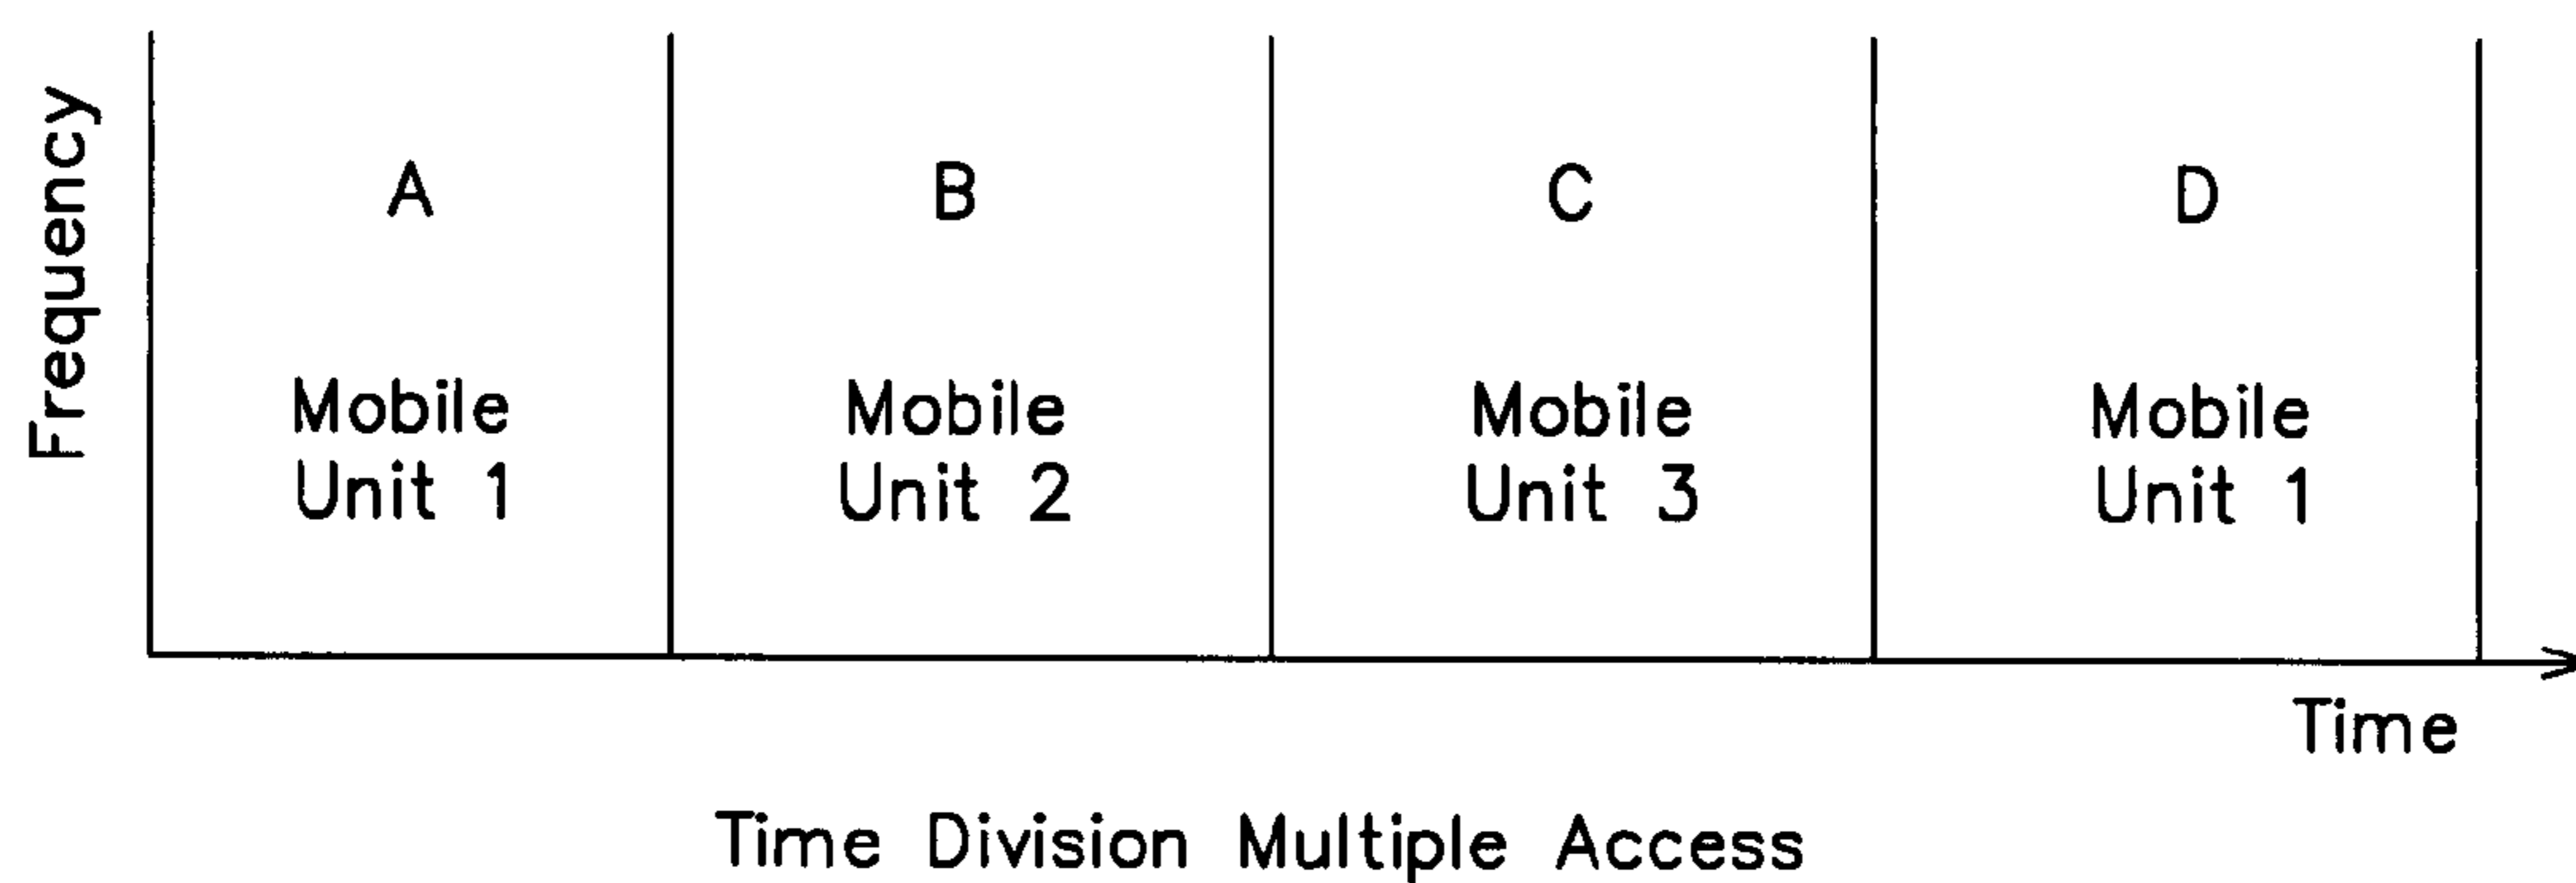 Frequency
A
B
C
D
Mobile
Unit 1
Mobile
Unit 2
Mobile
Unit 3
Mobile
Unit 1
Time
Time Division Multiple Access